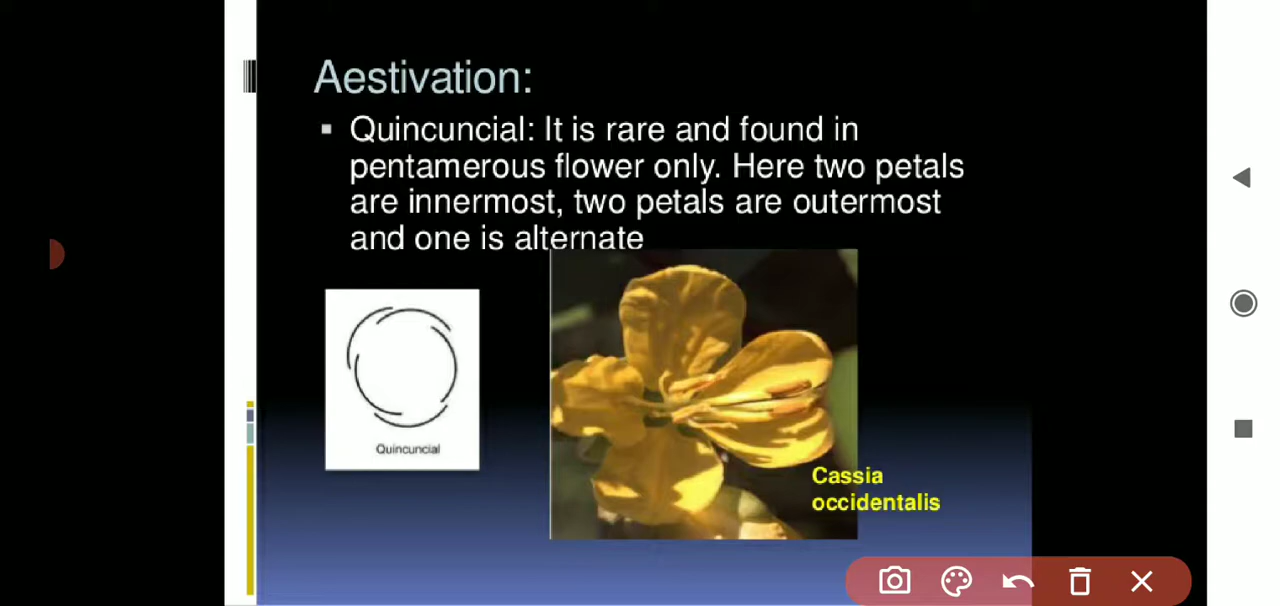 Aestivation:
Quincuncial: It is rare and found in
pentamerous flower only. Here two petals
are innermost, two petals are outermost
and one is alternate
Quincuncial
Cassia
occidentalis